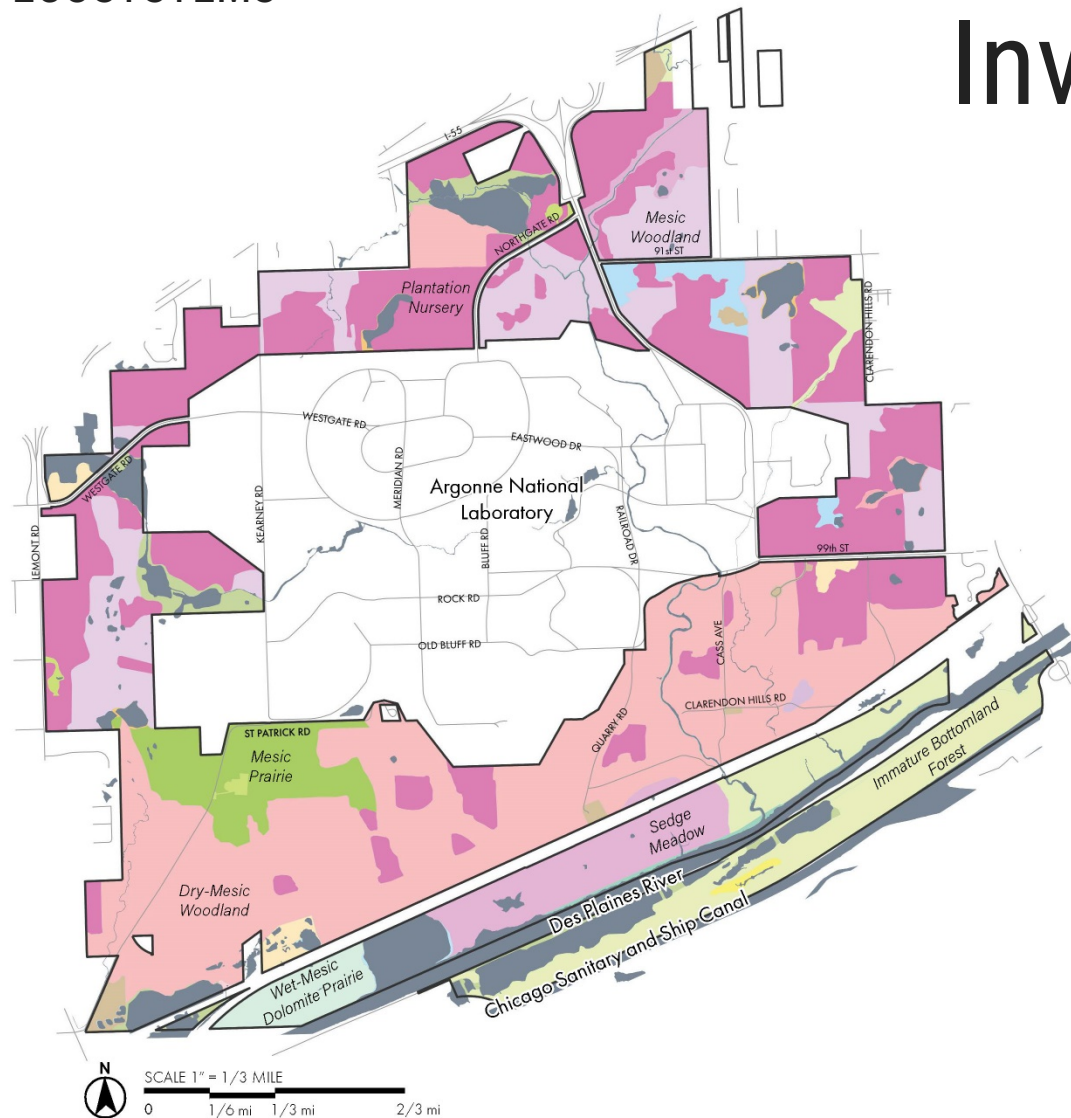 Inv
I-55
NORTHGATE RD
Mesic
Woodland
91st ST
Plantation
Nursery
CLARENDON HILLS RD
WESTGATE RD
EASTWOOD DR
MERIDIAN RD
WESTGATE RD
Argonne National
Laboratory
KEARNEY RD
BLUFF RD
RAILROAD DR
LEMONT RD
99th ST
ROCK RD
OLD BLUFF RD
CASS AVE
CLARENDON HILLS RD
QUARRY RD
ST PATRICK RD
Mesic
Prairie
Immature Bottomland
Forest
Sedge
Meadow
Dry-Mesic
Woodland
Des Plaines River
Chicago Sanitary and Ship Canal
Wet-Mesic
Dolomite Prairie
N
SCALE 1" = 1/3 MILE
0 1/6 mi 1/3 mi 2/3 mi